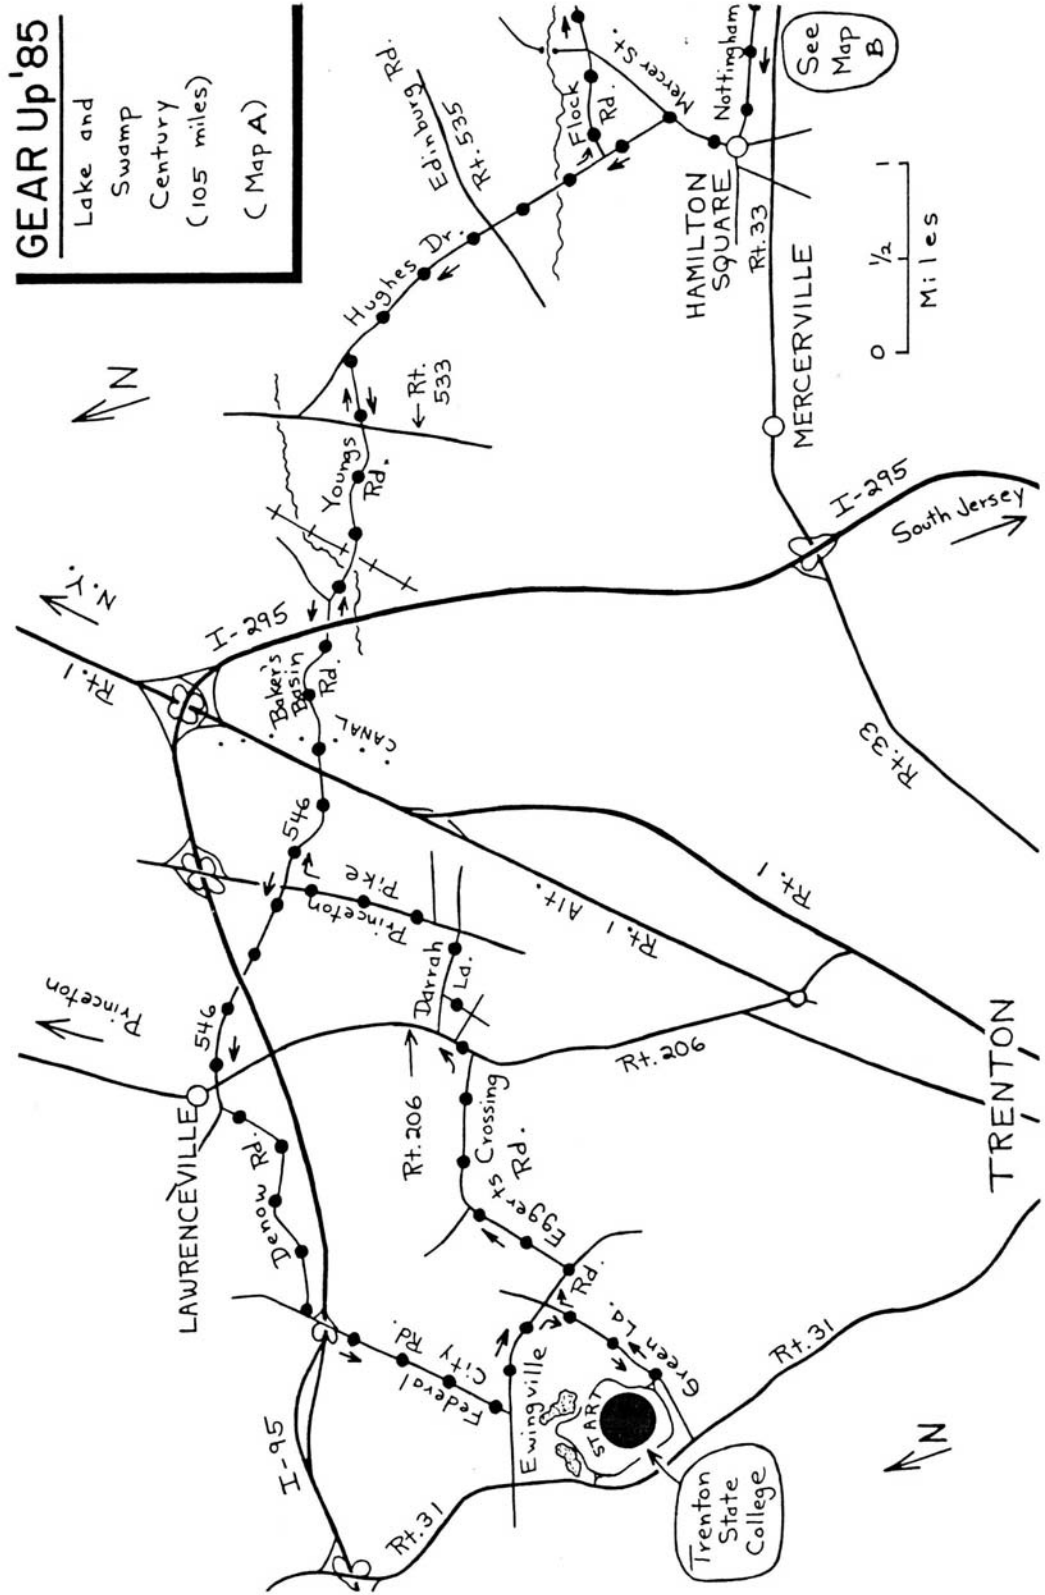 GEAR Up'85
Lake and
Swamp
Century
(105 miles)
(Map A)
N
N.Y.
Rt. 1
I-295
Princeton
546
LAWRENCEVILLE
Denow Rd.
I-95
Rt. 31
Federal
City Rd.
Ewingville
Rd.
START
Green La.
Trenton
State
College
N
Rt. 31
Eggerts Crossing
Rd.
Rt. 206
Rt. 206
Darrah
La.
Princeton
Pike
546
Baker's
Basin
Rd.
CANAL
Rt. 1 Alt.
Rt. 1
TRENTON
Youngs
Rd.
Rt.
533
Hughes Dr.
Edinburg Rd.
Rt. 535
Flock
Rd.
Mercer St.
Nottingham
See
Map
B
HAMILTON
SQUARE
Rt. 33
MERCERVILLE
I-295
South Jersey
Rt. 33
0 1/2 1
Miles